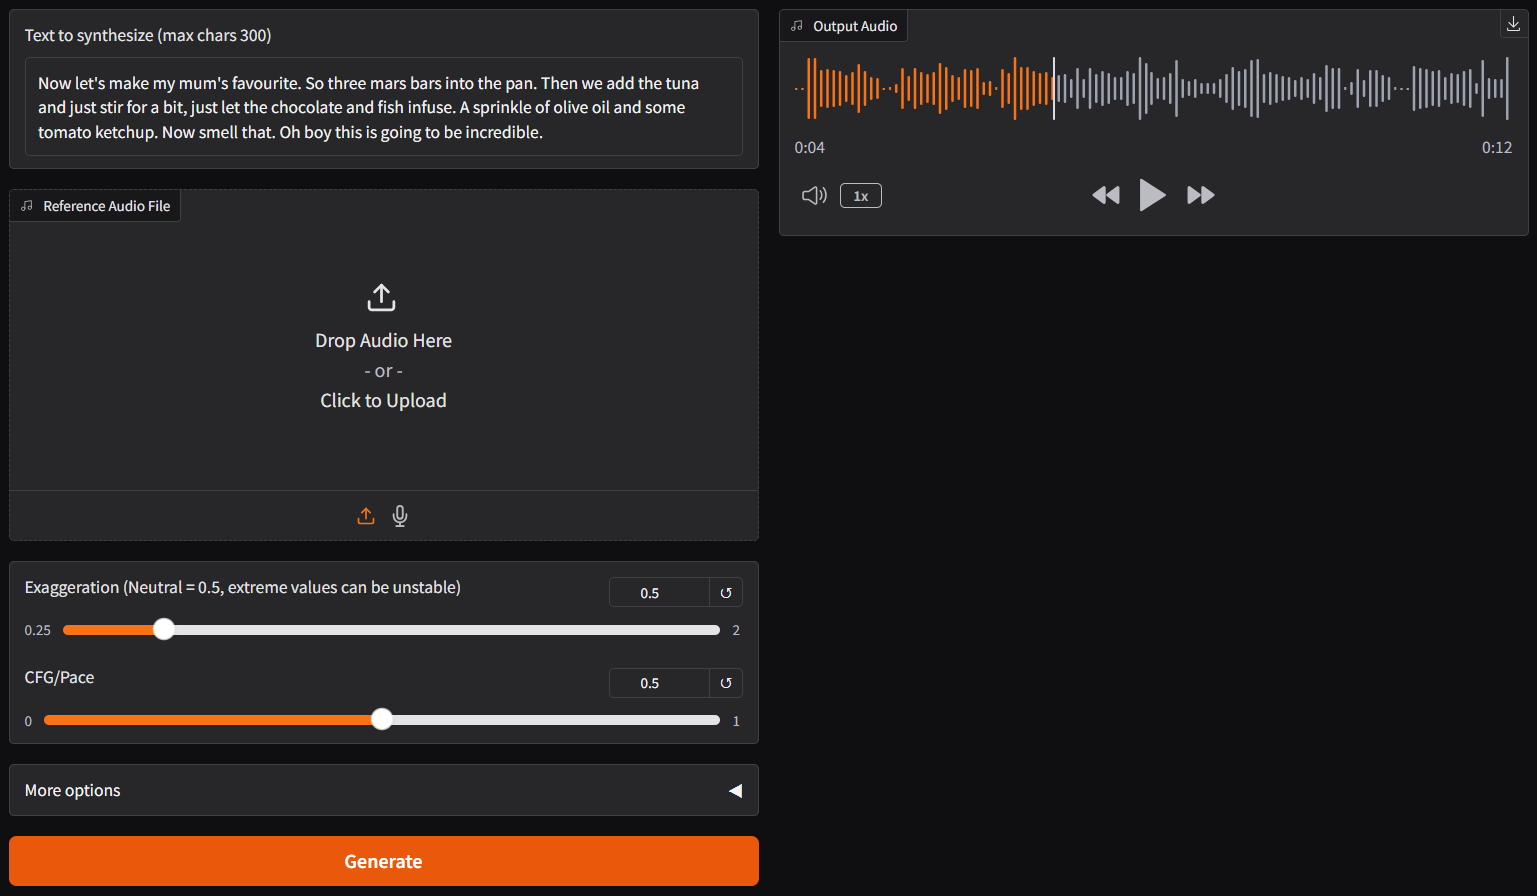 Text to synthesize (max chars 300)
Now let's make my mum's favourite. So three mars bars into the pan. Then we add the tuna
and just stir for a bit, just let the chocolate and fish infuse. A sprinkle of olive oil and some
tomato ketchup. Now smell that. Oh boy this is going to be incredible.
Reference Audio File
Drop Audio Here
- or -
Click to Upload
Exaggeration (Neutral = 0.5, extreme values can be unstable)
0.5
0.25
2
CFG/Pace
0.5
0
1
More options
Generate
Output Audio
0:04
0:12
1x